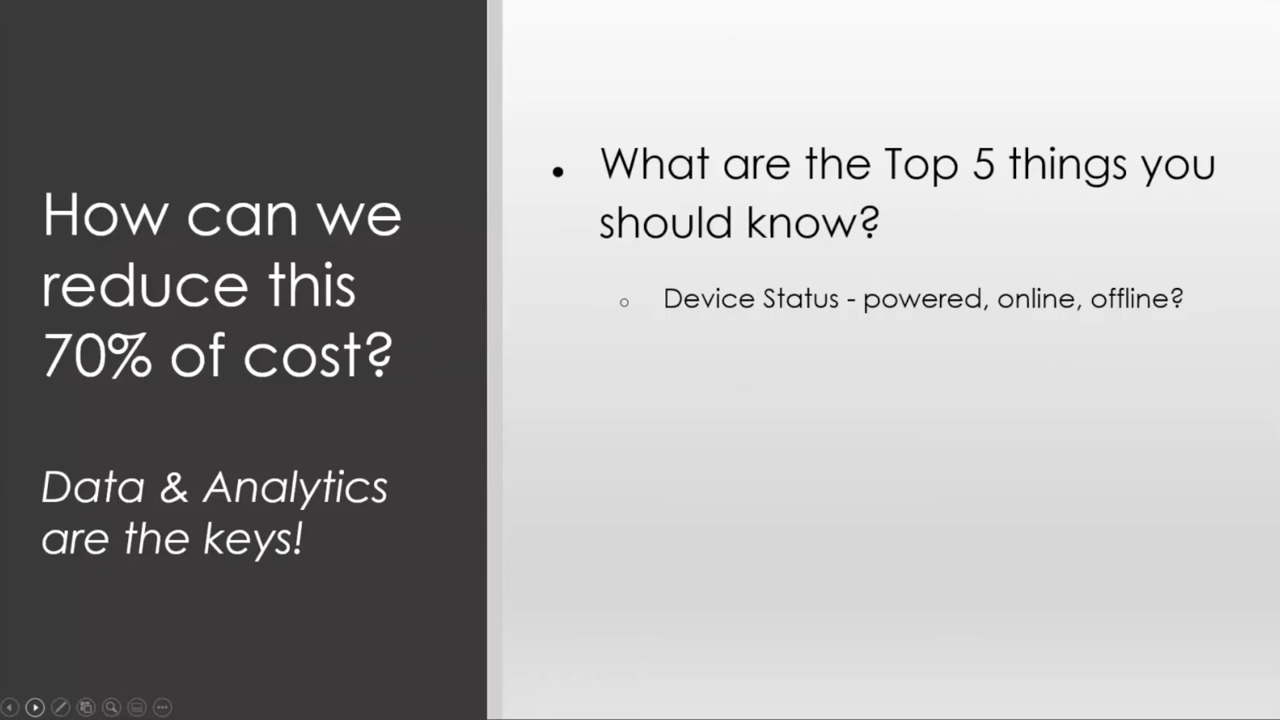 How can we
reduce this
70% of cost?
Data & Analytics
are the keys!
• What are the Top 5 things you
should know?
○ Device Status - powered, online, offline?